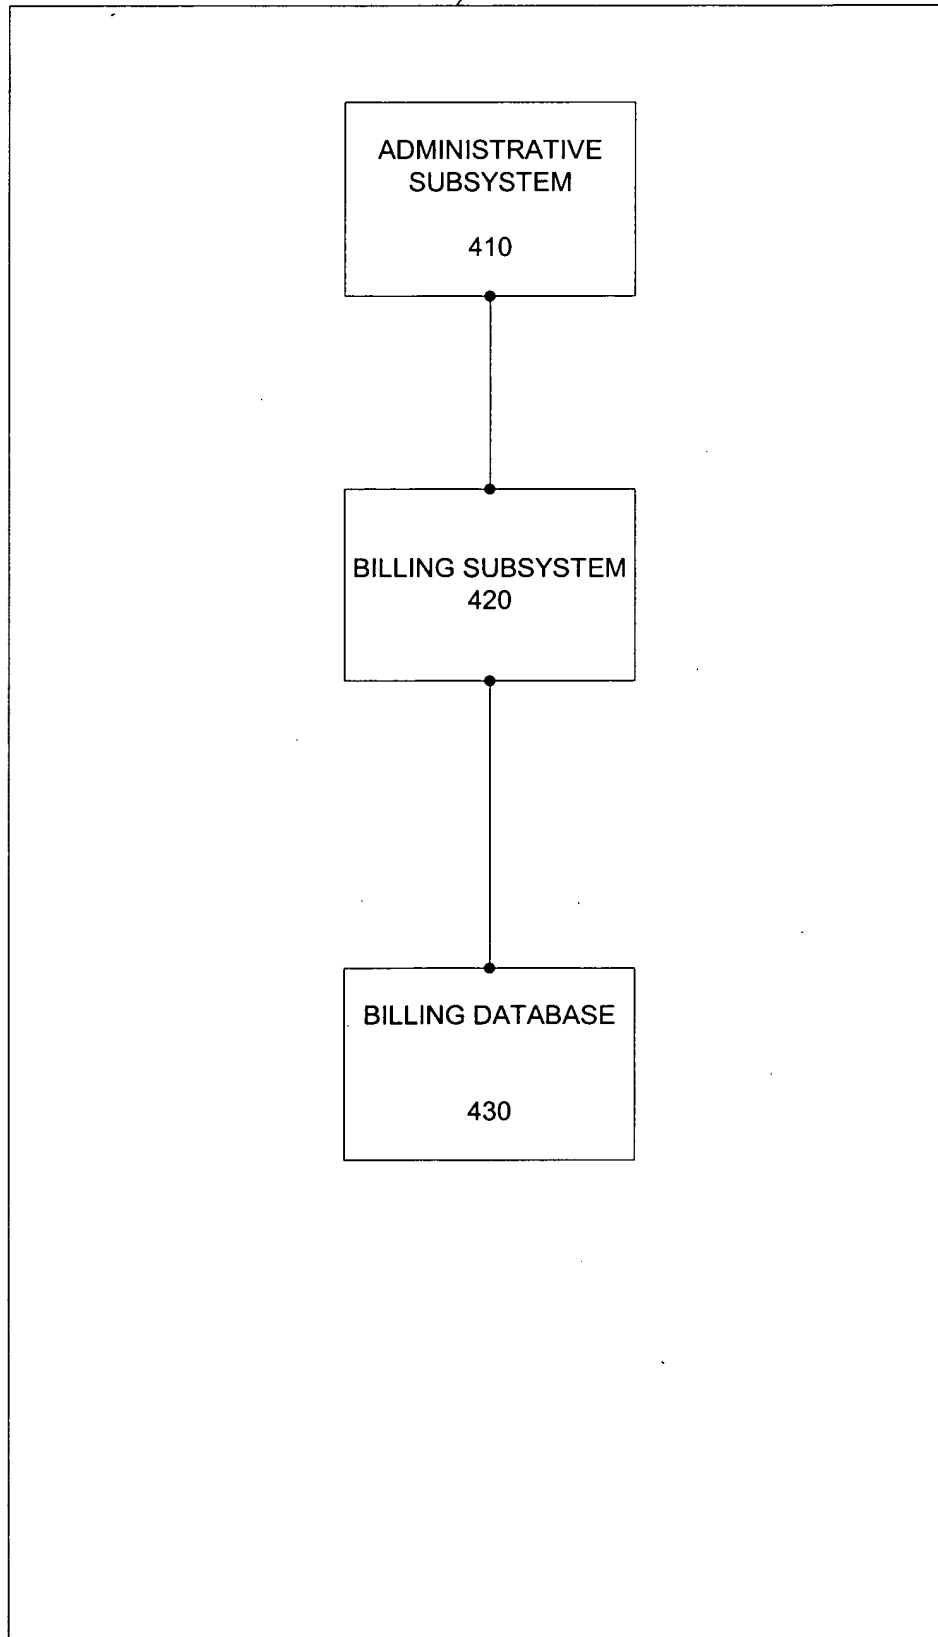 ADMINISTRATIVE
SUBSYSTEM
410
BILLING SUBSYSTEM
420
BILLING DATABASE
430